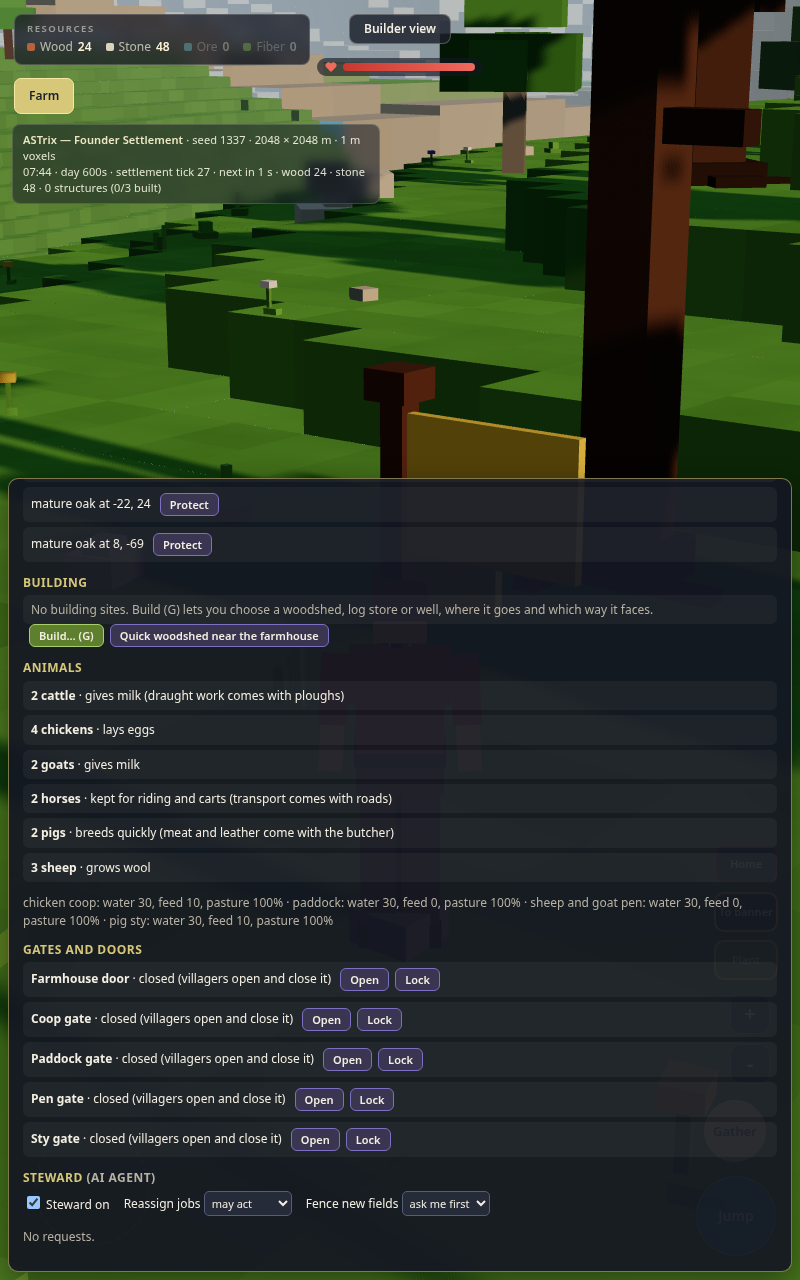 RESOURCES
Wood 24 Stone 48 Ore 0 Fiber 0
Builder view
Farm
ASTrix — Founder Settlement · seed 1337 · 2048 × 2048 m · 1 m
voxels
07:44 · day 600s · settlement tick 27 · next in 1 s · wood 24 · stone
48 · 0 structures (0/3 built)
mature oak at -22, 24 Protect
mature oak at 8, -69 Protect
BUILDING
No building sites. Build (G) lets you choose a woodshed, log store or well, where it goes and which way it faces.
Build... (G) Quick woodshed near the farmhouse
ANIMALS
2 cattle · gives milk (draught work comes with ploughs)
4 chickens · lays eggs
2 goats · gives milk
2 horses · kept for riding and carts (transport comes with roads)
2 pigs · breeds quickly (meat and leather come with the butcher)
3 sheep · grows wool
Home
chicken coop: water 30, feed 10, pasture 100% · paddock: water 30, feed 0, pasture 100% · sheep and goat pen: water 30, feed 0,
pasture 100% · pig sty: water 30, feed 10, pasture 100%
To banner
GATES AND DOORS
Farmhouse door · closed (villagers open and close it) Open Lock
Coop gate · closed (villagers open and close it) Open Lock
+
Paddock gate · closed (villagers open and close it) Open Lock
-
Pen gate · closed (villagers open and close it) Open Lock
Sty gate · closed (villagers open and close it) Open Lock
Gather
STEWARD (AI AGENT)
Steward on Reassign jobs may act Fence new fields ask me first
Jump
No requests.